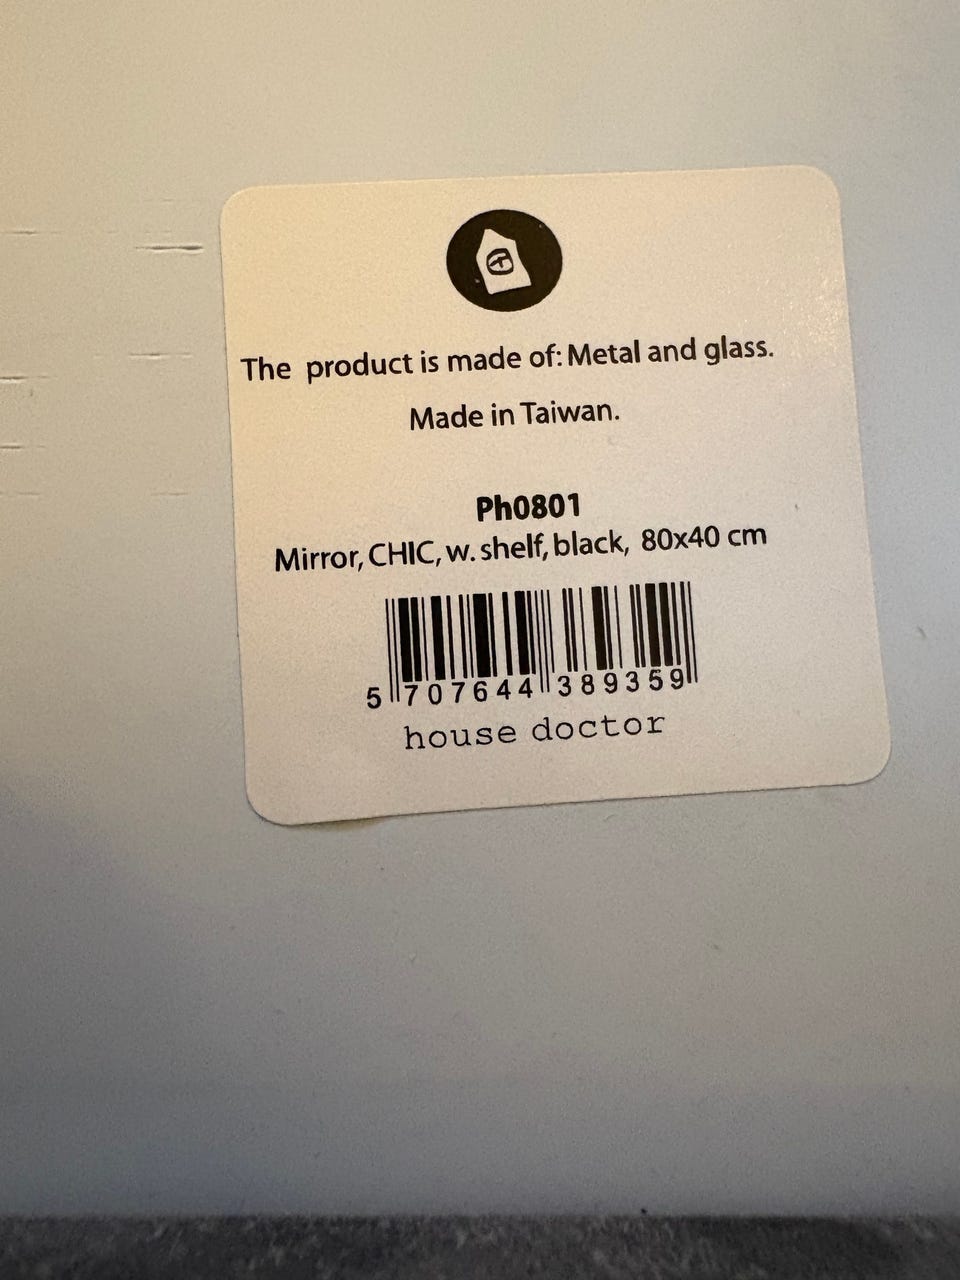 The product is made of: Metal and glass.
Made in Taiwan.
Ph0801
Mirror, CHIC, w. shelf, black, 80x40 cm
5 707644 389359
house doctor